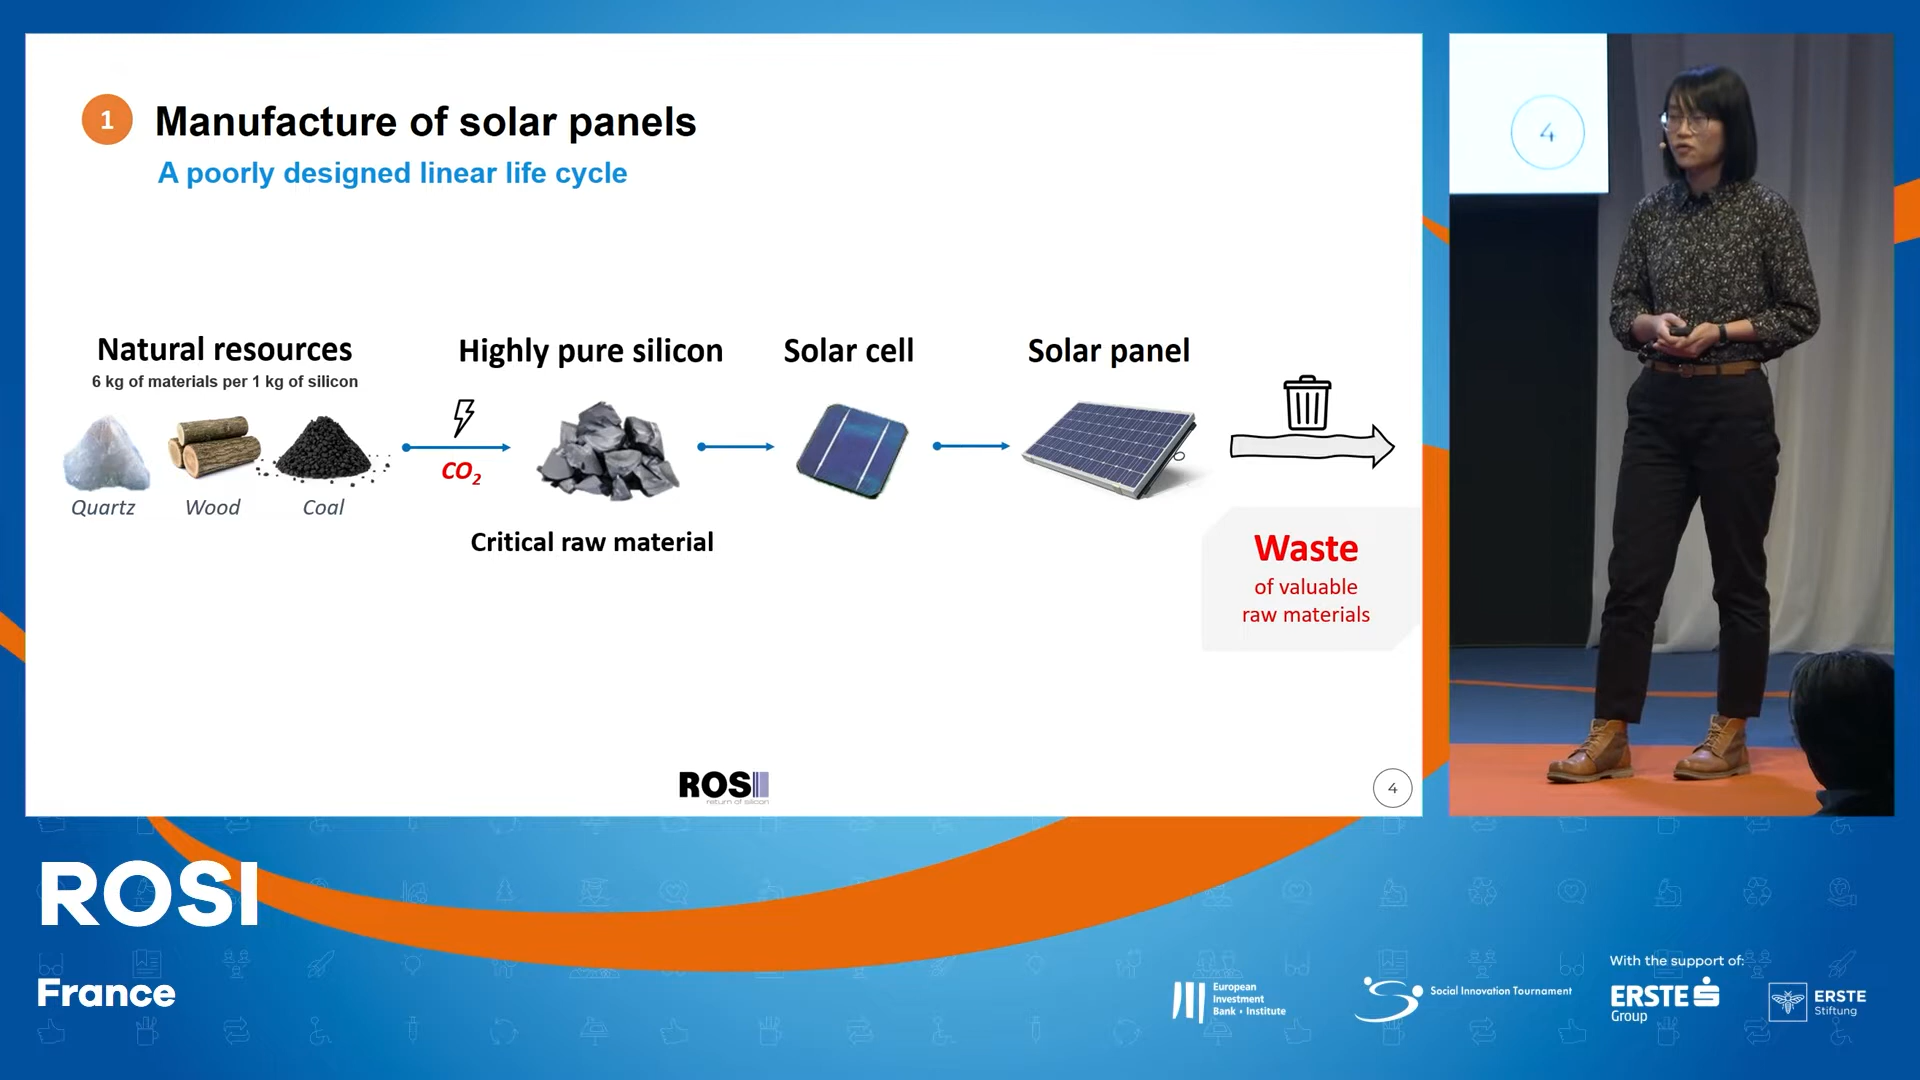 1
Manufacture of solar panels
A poorly designed linear life cycle
Natural resources
6 kg of materials per 1 kg of silicon
Quartz
Wood
Coal
CO2
Highly pure silicon
Critical raw material
Solar cell
Solar panel
Waste
of valuable
raw materials
ROSI
return of silicon
4
4
ROSI
France
European
Investment
Bank • Institute
Social Innovation Tournament
With the support of:
ERSTE
Group
ERSTE
Stiftung